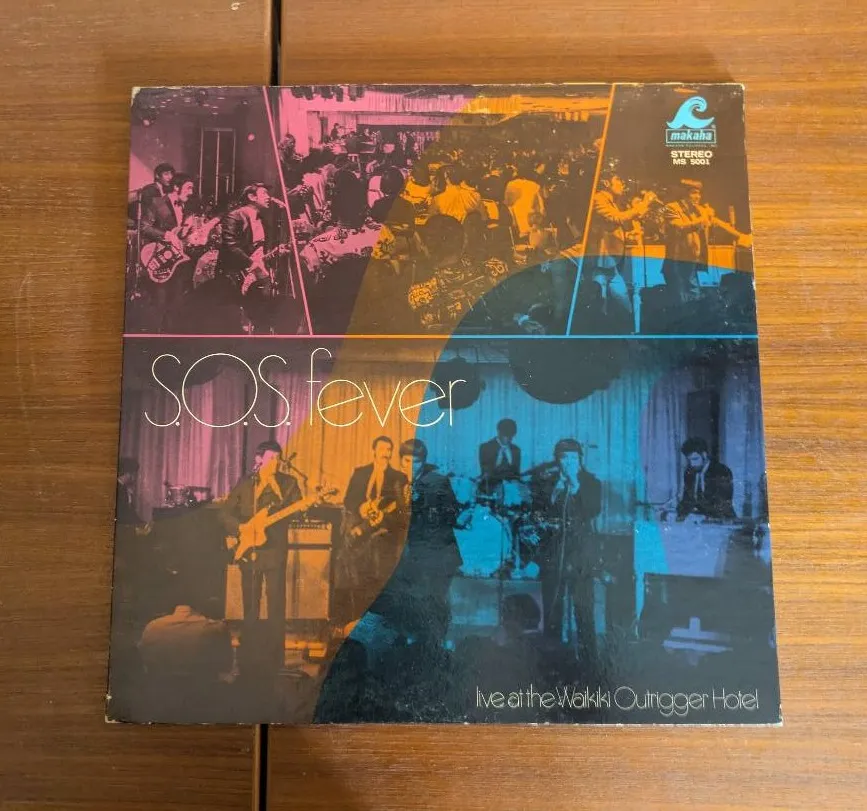 makaha
STEREO
MS 5001
S.O.S. fever
live at the Waikiki Outrigger Hotel